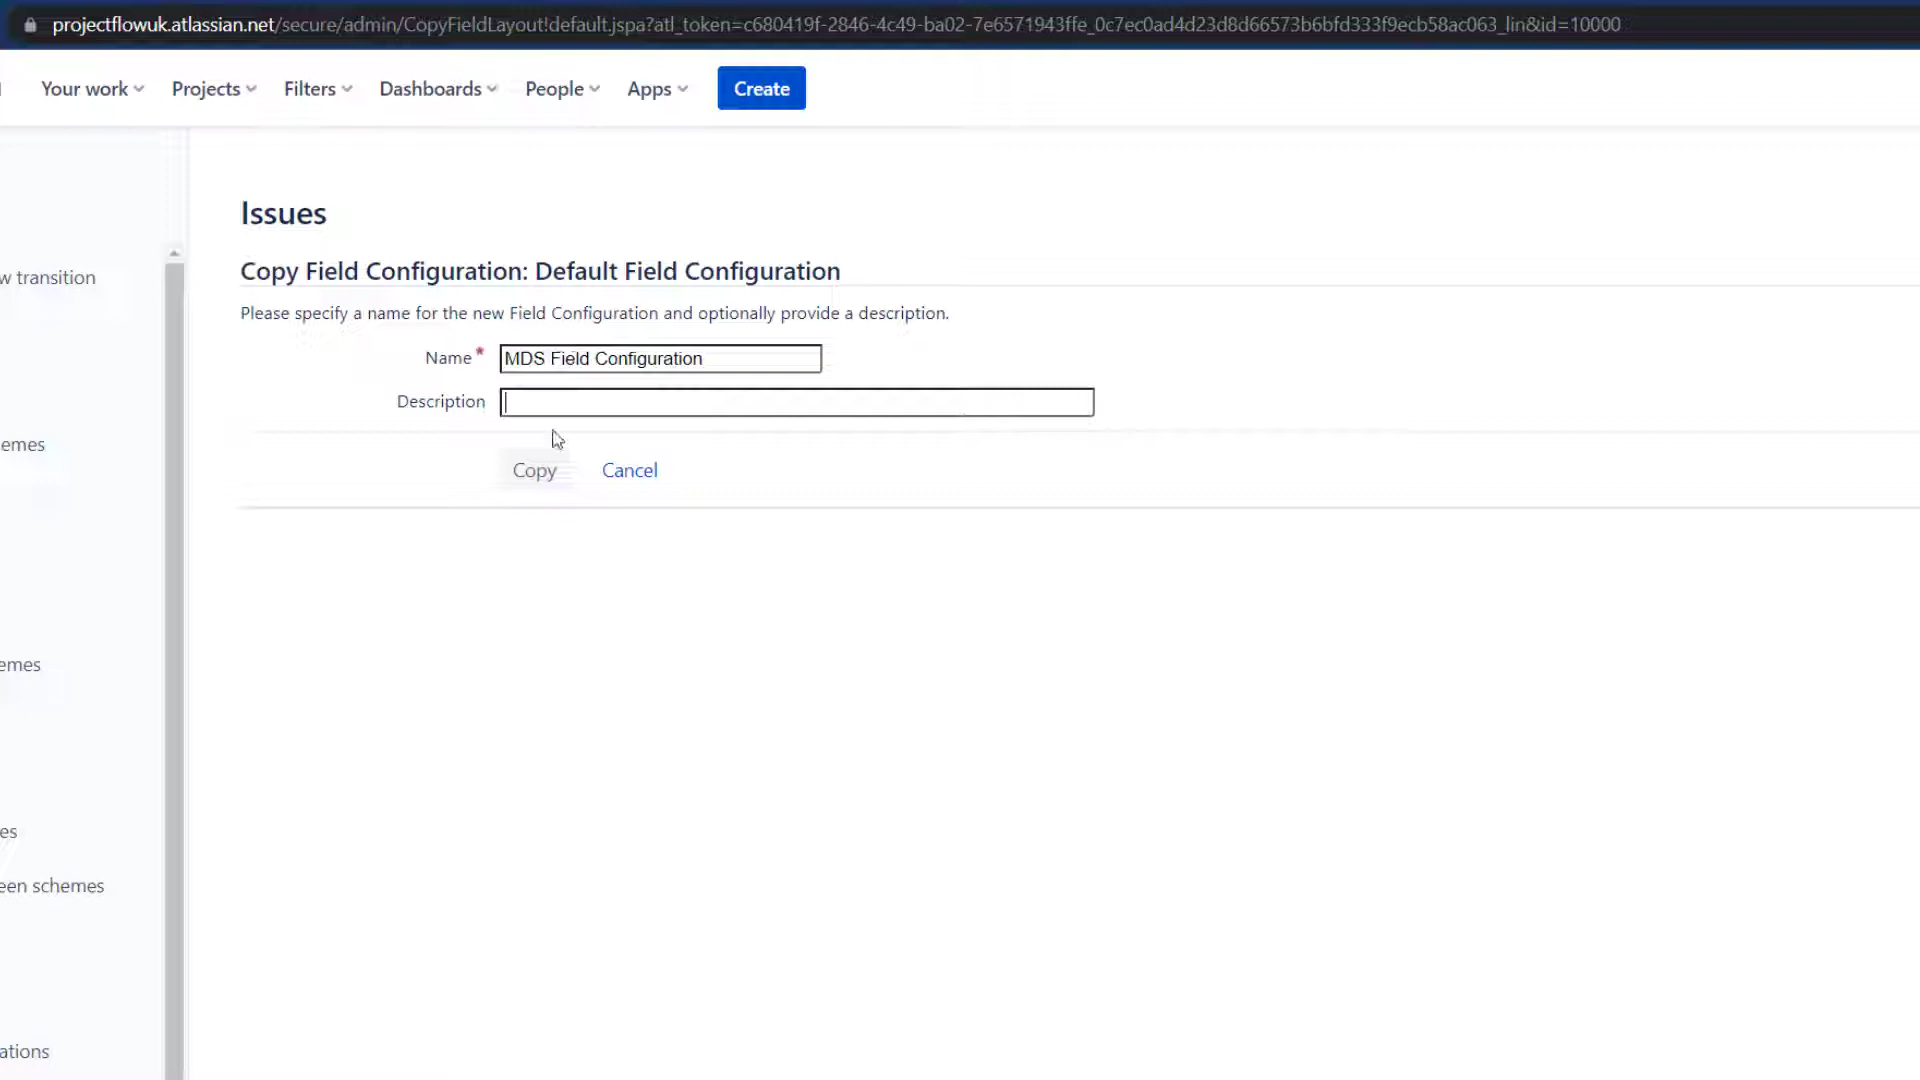 projectflowuk.atlassian.net/secure/admin/CopyFieldLayout!default.jspa?atl_token=c680419f-2846-4c49-ba02-7e6571943ffe_0c7ec0ad4d23d8d66573b6bfd333f9ecb58ac063_lin&id=10000
Your work Projects Filters Dashboards People Apps Create
Issues
w transition
Copy Field Configuration: Default Field Configuration
Please specify a name for the new Field Configuration and optionally provide a description.
Name * MDS Field Configuration
Description
emes
Copy Cancel
emes
es
een schemes
ations